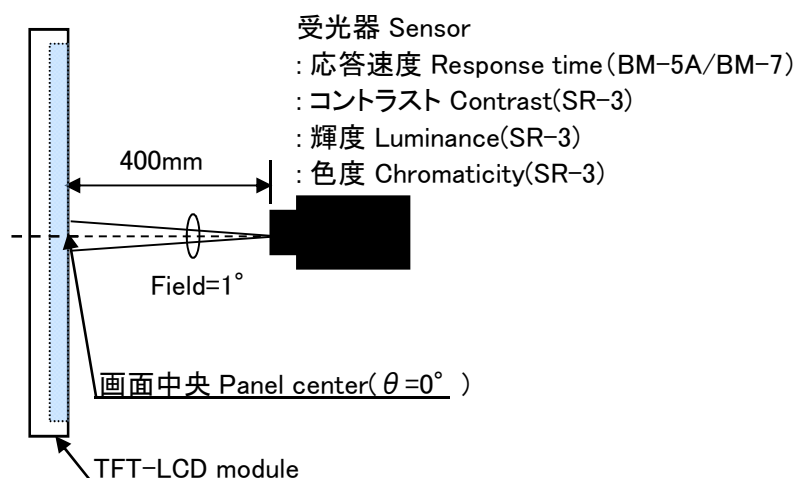 受光器 Sensor
: 応答速度 Response time(BM-5A/BM-7)
: コントラスト Contrast(SR-3)
: 輝度 Luminance(SR-3)
: 色度 Chromaticity(SR-3)
400mm
Field=1°
画面中央 Panel center(θ=0° )
TFT-LCD module